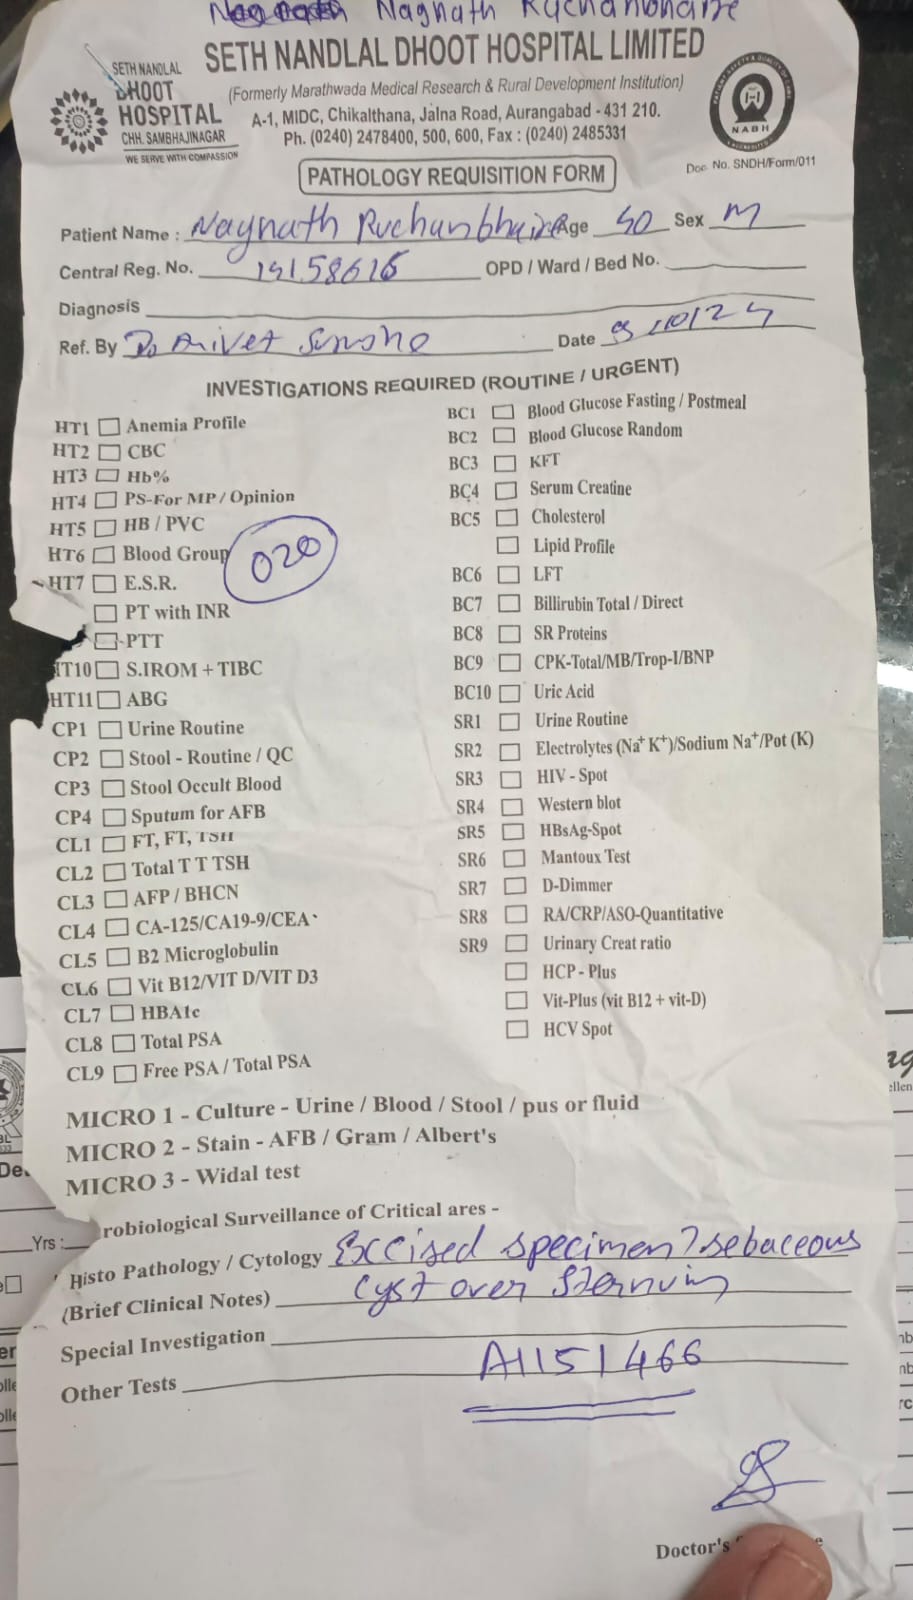 Nagnath Ruchanbhaire
SETH NANDLAL DHOOT HOSPITAL LIMITED
SETH NANDLAL
DHOOT
HOSPITAL
CHH. SAMBHAJINAGAR
WE SERVE WITH COMPASSION
(Formerly Marathwada Medical Research & Rural Development Institution)
A-1, MIDC, Chikalthana, Jalna Road, Aurangabad - 431 210.
Ph. (0240) 2478400, 500, 600, Fax : (0240) 2485331
NABH
Doc. No. SNDH/Form/011
PATHOLOGY REQUISITION FORM
Patient Name : Nagnath Ruchanbhaire Age 50 Sex M
Central Reg. No. 14158616 OPD / Ward / Bed No.
Diagnosis
Ref. By Dr Date 9/10/24
INVESTIGATIONS REQUIRED (ROUTINE / URGENT)
HT1 Anemia Profile
HT2 CBC
HT3 Hb%
HT4 PS-For MP / Opinion
HT5 HB / PVC
HT6 Blood Group
HT7 E.S.R.
PT with INR
PTT
HT10 S.IROM + TIBC
HT11 ABG
020
CP1 Urine Routine
CP2 Stool - Routine / QC
CP3 Stool Occult Blood
CP4 Sputum for AFB
CL1 FT, FT, TSH
CL2 Total T T TSH
CL3 AFP / BHCN
CL4 CA-125/CA19-9/CEA
CL5 B2 Microglobulin
CL6 Vit B12/VIT D/VIT D3
CL7 HBA1c
CL8 Total PSA
CL9 Free PSA / Total PSA
BC1 Blood Glucose Fasting / Postmeal
BC2 Blood Glucose Random
BC3 KFT
BC4 Serum Creatine
BC5 Cholesterol
Lipid Profile
BC6 LFT
BC7 Billirubin Total / Direct
BC8 SR Proteins
BC9 CPK-Total/MB/Trop-I/BNP
BC10 Uric Acid
SR1 Urine Routine
SR2 Electrolytes (Na⁺ K⁺)/Sodium Na⁺/Pot (K)
SR3 HIV - Spot
SR4 Western blot
SR5 HBsAg-Spot
SR6 Mantoux Test
SR7 D-Dimmer
SR8 RA/CRP/ASO-Quantitative
SR9 Urinary Creat ratio
HCP - Plus
Vit-Plus (vit B12 + vit-D)
HCV Spot
MICRO 1 - Culture - Urine / Blood / Stool / pus or fluid
MICRO 2 - Stain - AFB / Gram / Albert's
MICRO 3 - Widal test
robiological Surveillance of Critical ares -
Histo Pathology / Cytology Excised specimen ? sebaceous
(Brief Clinical Notes) cyst over sternum
Special Investigation
Other Tests A1151466
Doctor's
Yrs :